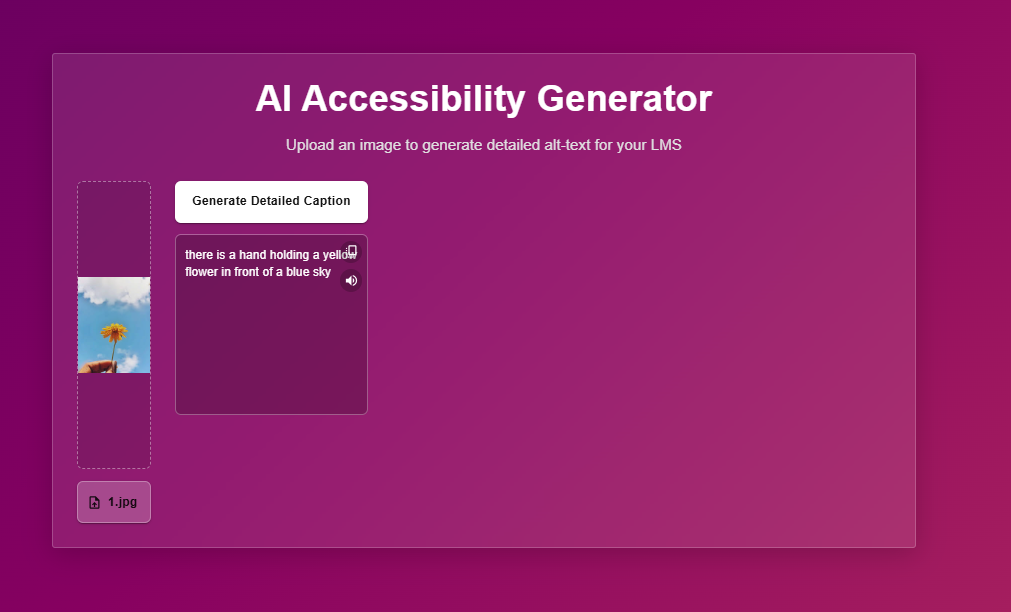 AI Accessibility Generator
Upload an image to generate detailed alt-text for your LMS
Generate Detailed Caption
there is a hand holding a yellow
flower in front of a blue sky
1.jpg